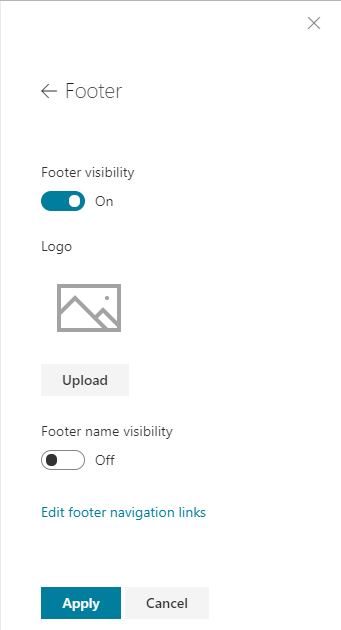 Footer
Footer visibility
On
Logo
Upload
Footer name visibility
Off
Edit footer navigation links
Apply Cancel